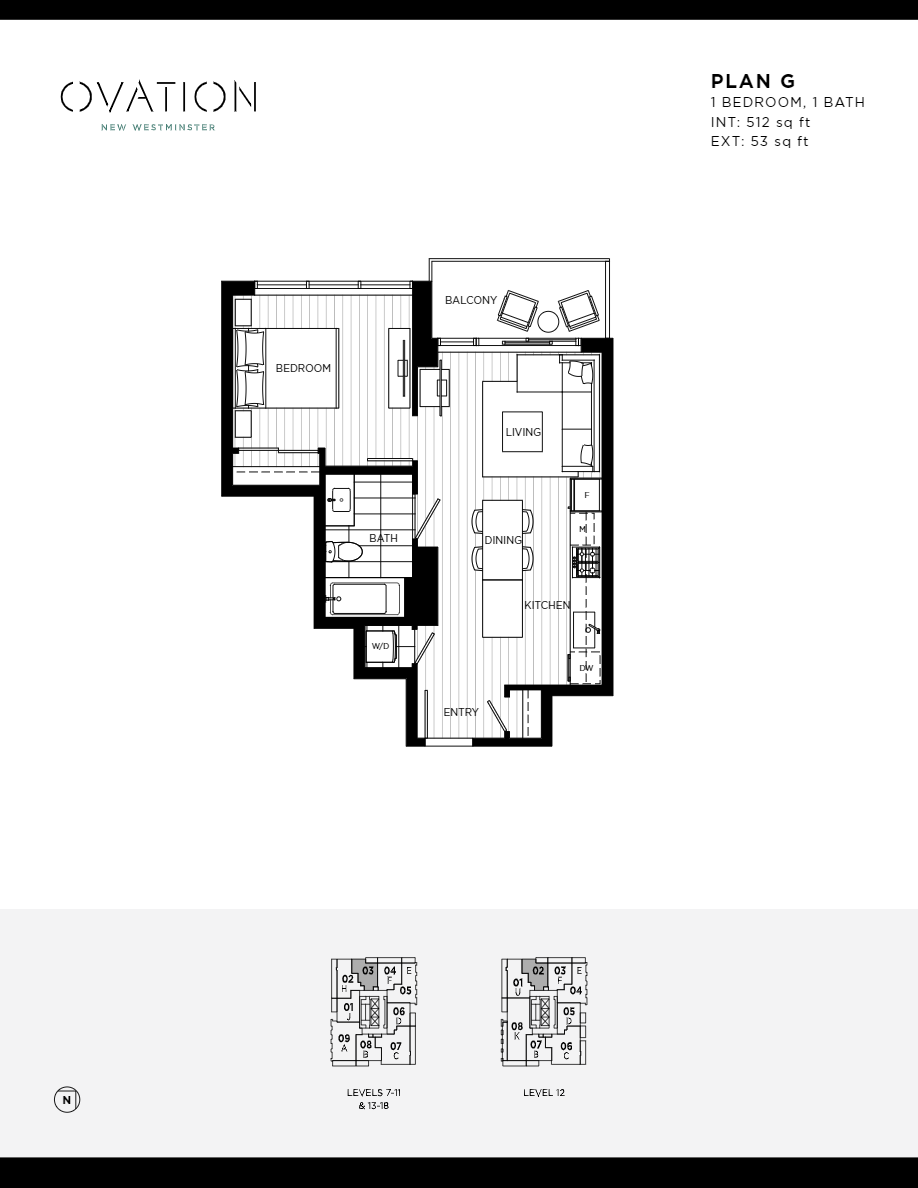 OVATION
NEW WESTMINSTER
PLAN G
1 BEDROOM, 1 BATH
INT: 512 sq ft
EXT: 53 sq ft
BALCONY
BEDROOM
LIVING
F
M
BATH
DINING
KITCHEN
W/D
DW
ENTRY
02
H
03
04
F
E
05
01
J
06
D
09
A
08
B
07
C
LEVELS 7-11
& 13-18
01
U
02
03
F
E
04
08
K
05
D
07
B
06
C
LEVEL 12
N